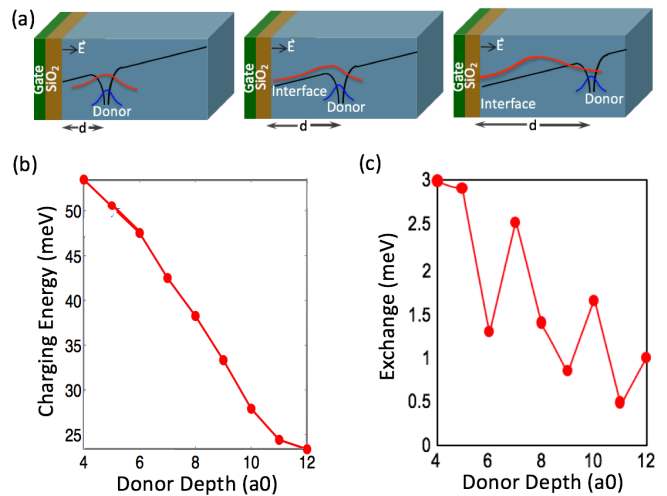 (a)
E
Gate
SiO2
Donor
d
E
Gate
SiO2
Interface
Donor
d
E
Gate
SiO2
Interface
Donor
d
(b)
Charging Energy (meV)
50
45
40
35
30
25
4 6 8 10 12
Donor Depth (a0)
(c)
Exchange (meV)
3
2.5
2
1.5
1
0.5
0
4 6 8 10 12
Donor Depth (a0)